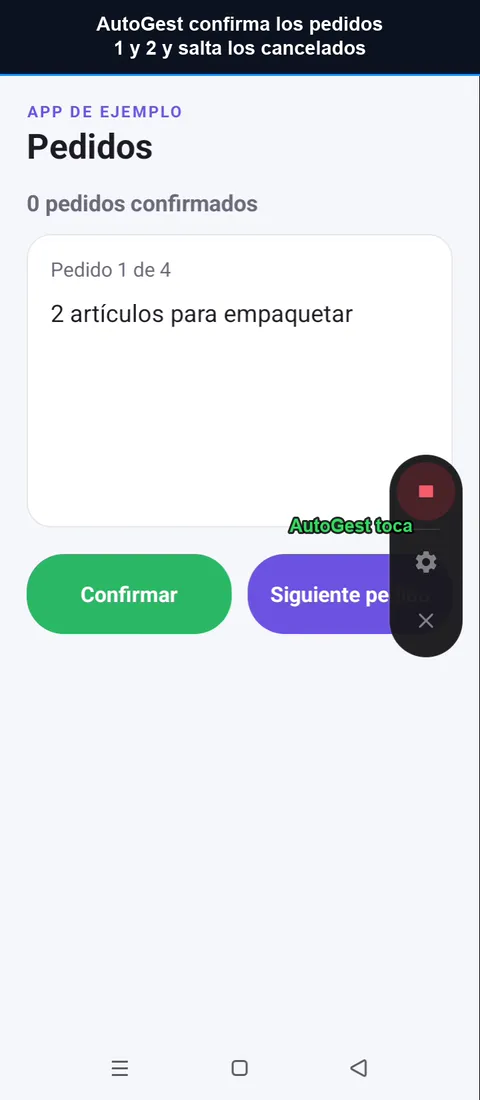 AutoGest confirma los pedidos
1 y 2 y salta los cancelados
APP DE EJEMPLO
Pedidos
0 pedidos confirmados
Pedido 1 de 4
2 artículos para empaquetar
AutoGest toca
Confirmar
Siguiente